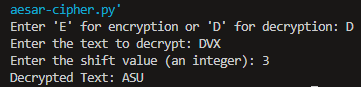 aesar-cipher.py'
Enter 'E' for encryption or 'D' for decryption: D
Enter the text to decrypt: DVX
Enter the shift value (an integer): 3
Decrypted Text: ASU